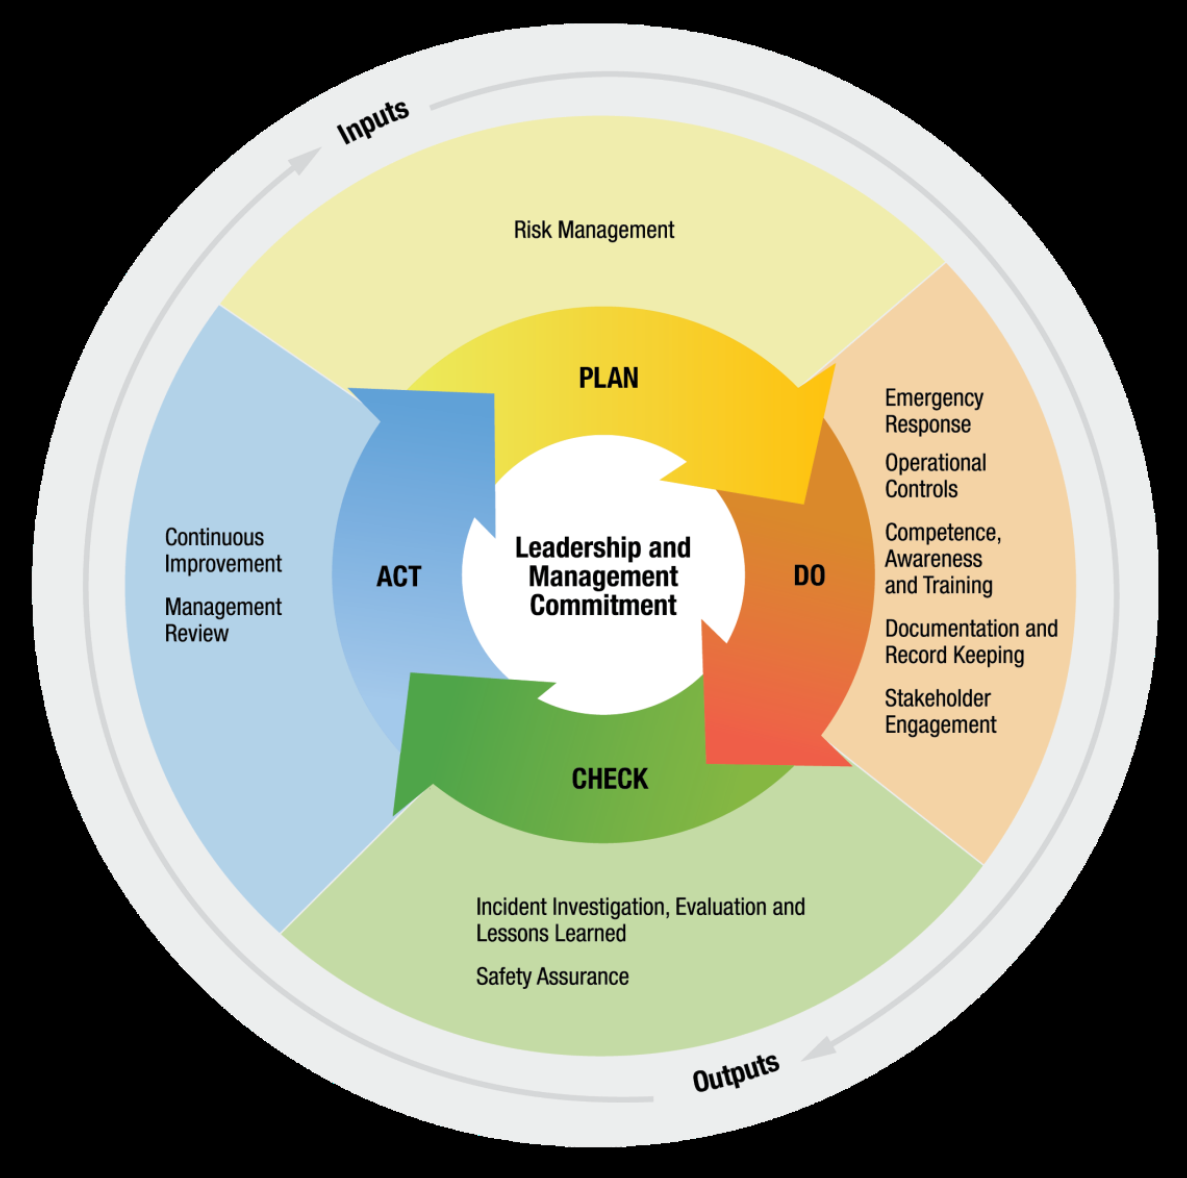 Inputs
Risk Management
PLAN
Emergency
Response
Operational
Controls
Competence,
Awareness
and Training
Documentation and
Record Keeping
Stakeholder
Engagement
DO
Leadership and
Management
Commitment
ACT
Continuous
Improvement
Management
Review
CHECK
Incident Investigation, Evaluation and
Lessons Learned
Safety Assurance
Outputs